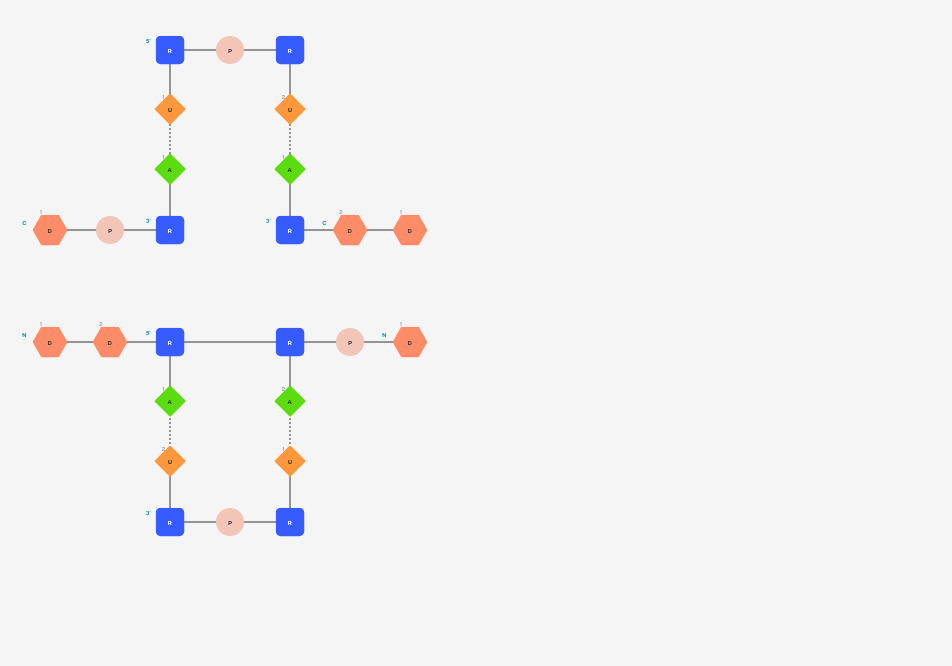 5' R P R
1 U 2 U
1 A 1 A
C 1 D P 3' R 3' R C 2 D 1 D
N 1 D 2 D 5' R R P N 1 D
1 A 2 A
2 U 1 U
3' R P R